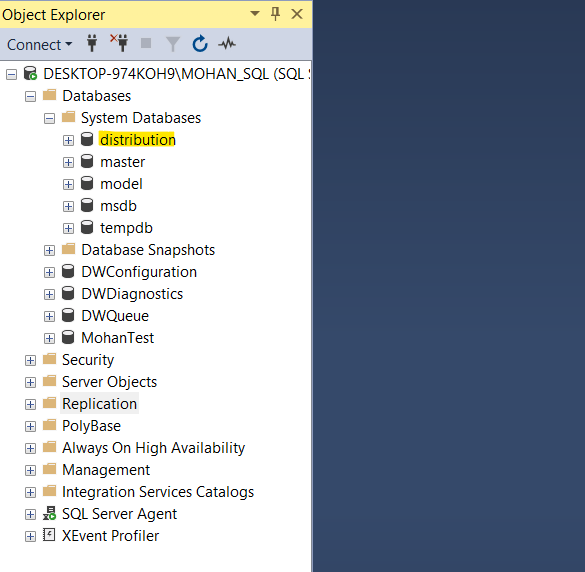 Object Explorer
Connect
DESKTOP-974KOH9\MOHAN_SQL (SQL S
Databases
System Databases
distribution
master
model
msdb
tempdb
Database Snapshots
DWConfiguration
DWDiagnostics
DWQueue
MohanTest
Security
Server Objects
Replication
PolyBase
Always On High Availability
Management
Integration Services Catalogs
SQL Server Agent
XEvent Profiler